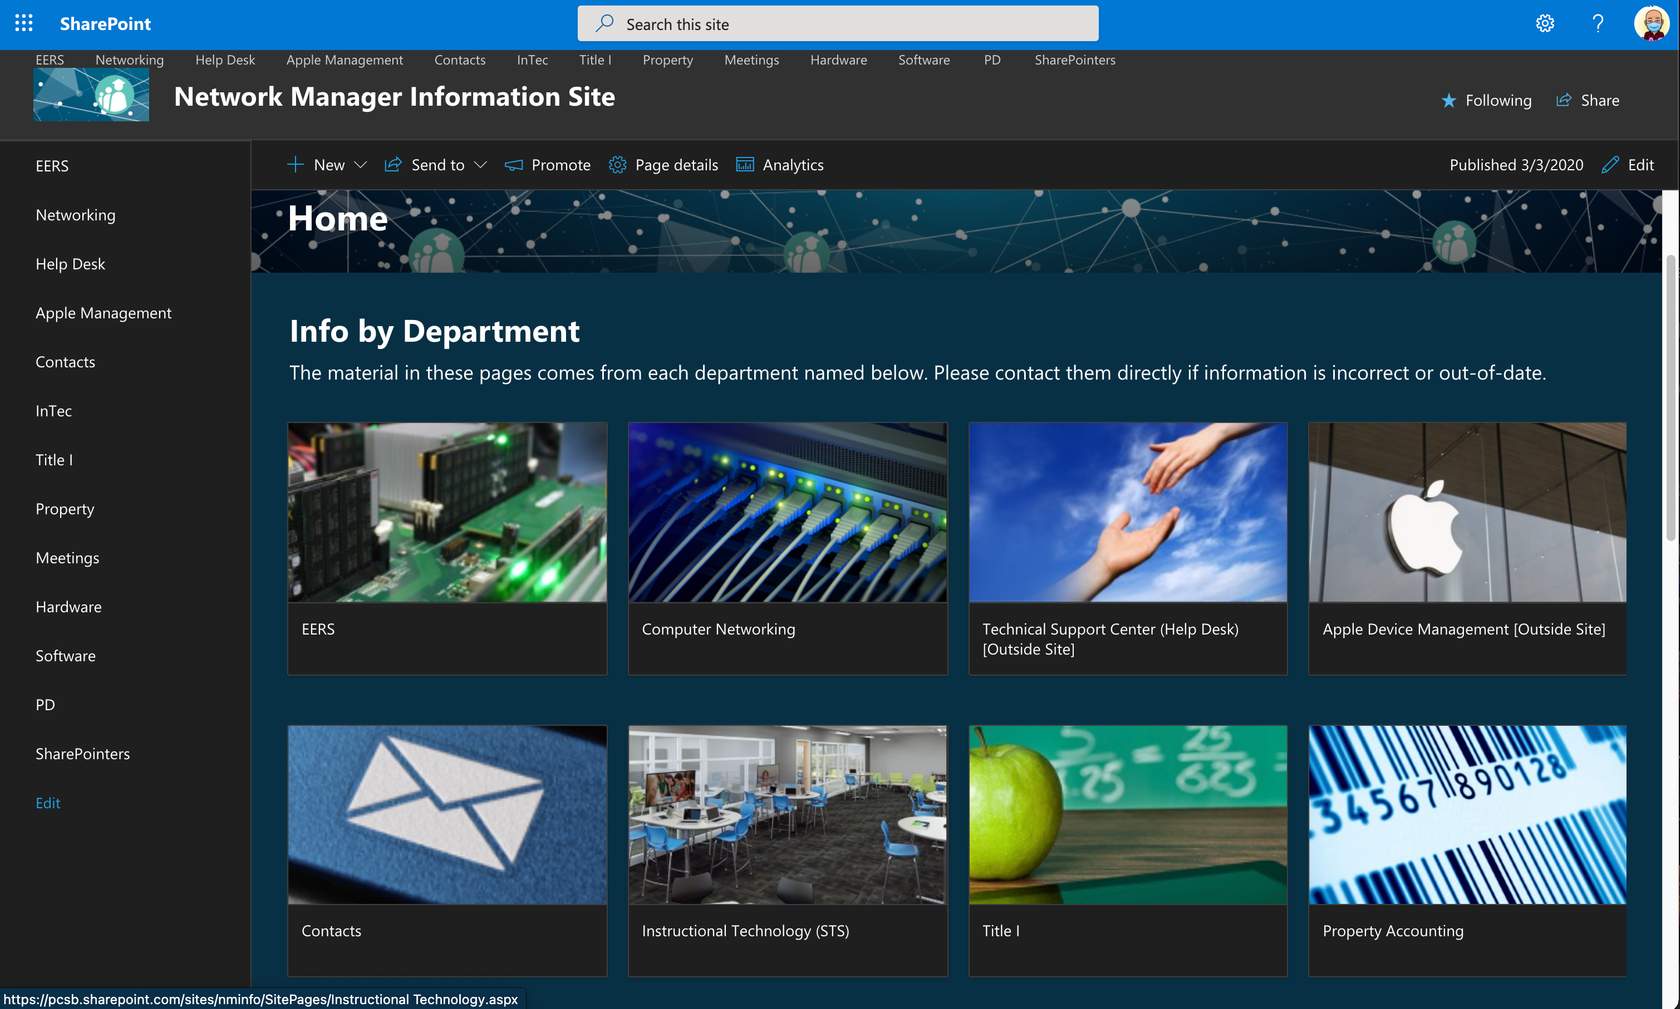 SharePoint
Search this site
EERS Networking Help Desk Apple Management Contacts InTec Title I Property Meetings Hardware Software PD SharePointers
Network Manager Information Site
Following Share
EERS
Networking
Help Desk
Apple Management
Contacts
InTec
Title I
Property
Meetings
Hardware
Software
PD
SharePointers
Edit
New Send to Promote Page details Analytics
Published 3/3/2020 Edit
Home
Info by Department
The material in these pages comes from each department named below. Please contact them directly if information is incorrect or out-of-date.
EERS
Computer Networking
Technical Support Center (Help Desk)
[Outside Site]
Apple Device Management [Outside Site]
5 = 25
.25 625
34567 890128
Contacts
Instructional Technology (STS)
Title I
Property Accounting
https://pcsb.sharepoint.com/sites/nminfo/SitePages/Instructional Technology.aspx